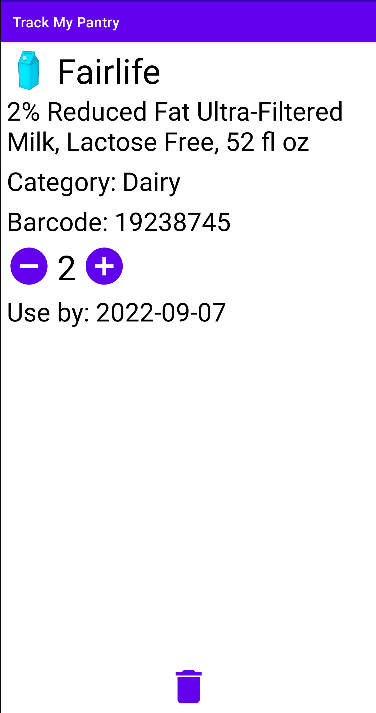 Track My Pantry
Fairlife
2% Reduced Fat Ultra-Filtered
Milk, Lactose Free, 52 fl oz
Category: Dairy
Barcode: 19238745
2
Use by: 2022-09-07